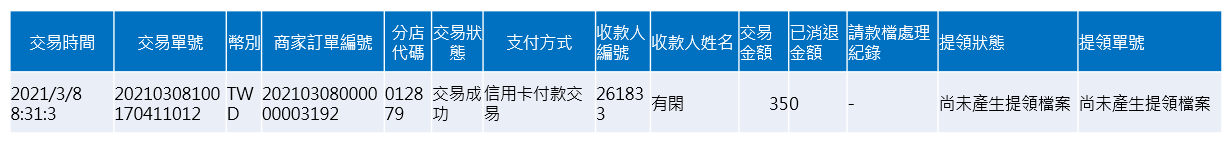 交易時間
交易單號
幣別
商家訂單編號
分店
代碼
交易狀
態
支付方式
收款人
編號
收款人姓名
交易
金額
已消退
金額
請款檔處理
紀錄
提領狀態
提領單號
2021/3/8
8:31:3
20210308100
170411012
TW
D
202103080000
00003192
0128
79
交易成
功
信用卡付款交
易
26183
3
有閑
350
-
尚未產生提領檔案
尚未產生提領檔案